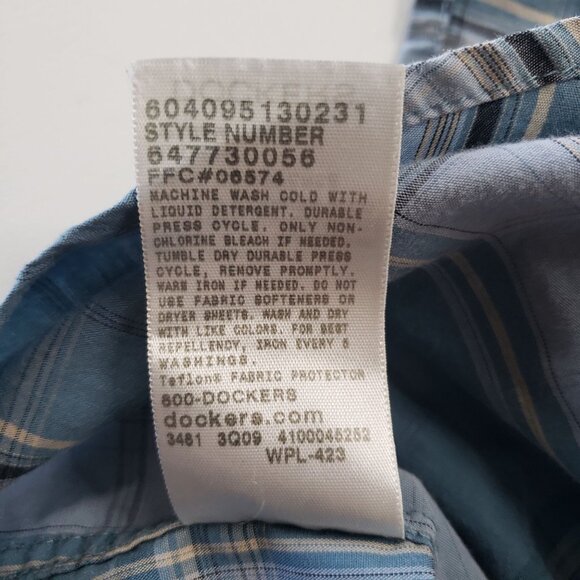 604095130231
STYLE NUMBER
647730056
FFC#06574
MACHINE WASH COLD WITH
LIQUID DETERGENT. DURABLE
PRESS CYCLE. ONLY NON-
CHLORINE BLEACH IF NEEDED.
TUMBLE DRY DURABLE PRESS
CYCLE, REMOVE PROMPTLY.
WARM IRON IF NEEDED. DO NOT
USE FABRIC SOFTENERS OR
DRYER SHEETS. WASH AND DRY
WITH LIKE COLORS. FOR BEST
REPELLENCY, IRON EVERY 5
WASHINGS.
Teflon® FABRIC PROTECTOR
800-DOCKERS
dockers.com
3481 3Q09 4100045252
WPL-423